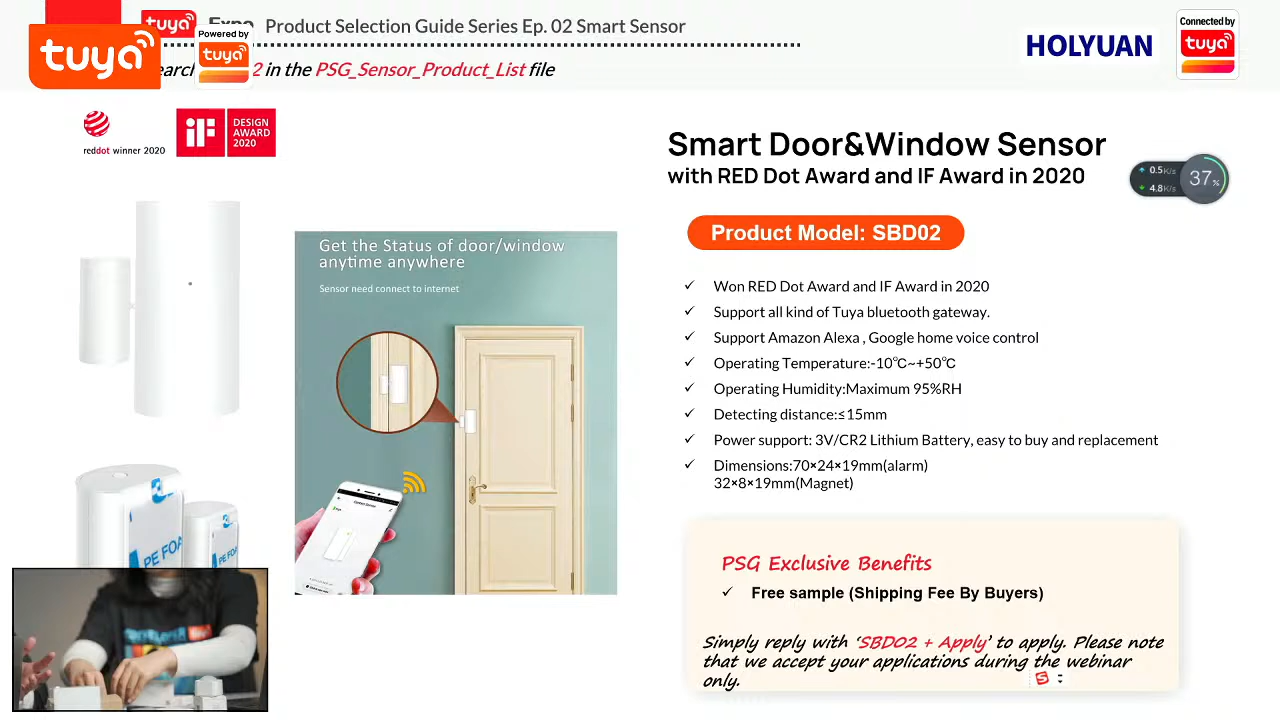 tuya
tuya
Expo
Product Selection Guide Series Ep. 02 Smart Sensor
Powered by
tuya
2 in the PSG_Sensor_Product_List file
HOLYUAN
Connected by
tuya
reddot winner 2020
iF
DESIGN
AWARD
2020
Smart Door&Window Sensor
with RED Dot Award and IF Award in 2020
0.5K/s
4.8K/s
37%
Product Model: SBD02
Get the Status of door/window
anytime anywhere
Sensor need connect to internet
✓ Won RED Dot Award and IF Award in 2020
✓ Support all kind of Tuya bluetooth gateway.
✓ Support Amazon Alexa , Google home voice control
✓ Operating Temperature:-10℃~+50℃
✓ Operating Humidity:Maximum 95%RH
✓ Detecting distance:≤15mm
✓ Power support: 3V/CR2 Lithium Battery, easy to buy and replacement
✓ Dimensions:70×24×19mm(alarm)
32×8×19mm(Magnet)
PE FOA
PE FOA
PSG Exclusive Benefits
✓ Free sample (Shipping Fee By Buyers)
Simply reply with ‘SBD02 + Apply’ to apply. Please note
that we accept your applications during the webinar
only.